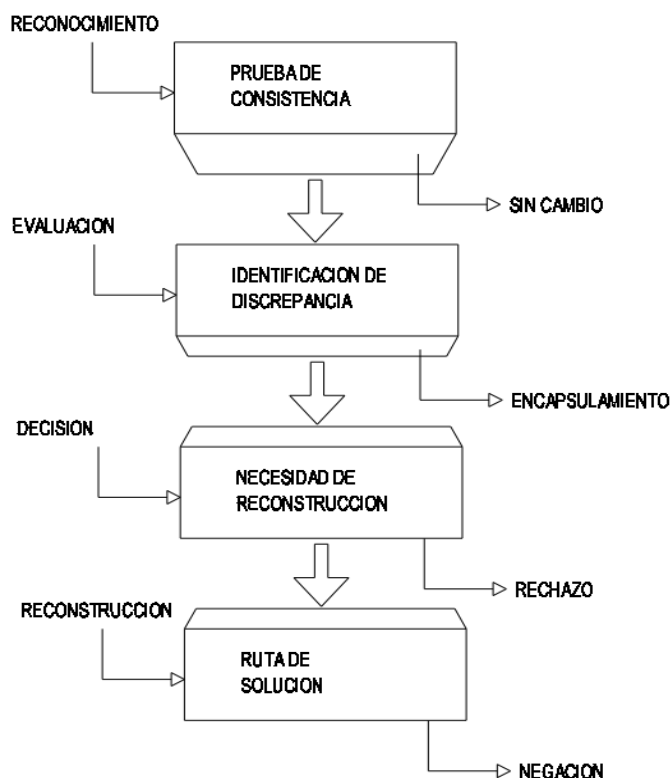 RECONOCIMIENTO
PRUEBA DE
CONSISTENCIA
SIN CAMBIO
EVALUACION
IDENTIFICACION DE
DISCREPANCIA
ENCAPSULAMIENTO
DECISION
NECESIDAD DE
RECONSTRUCCION
RECHAZO
RECONSTRUCCION
RUTA DE
SOLUCION
NEGACION